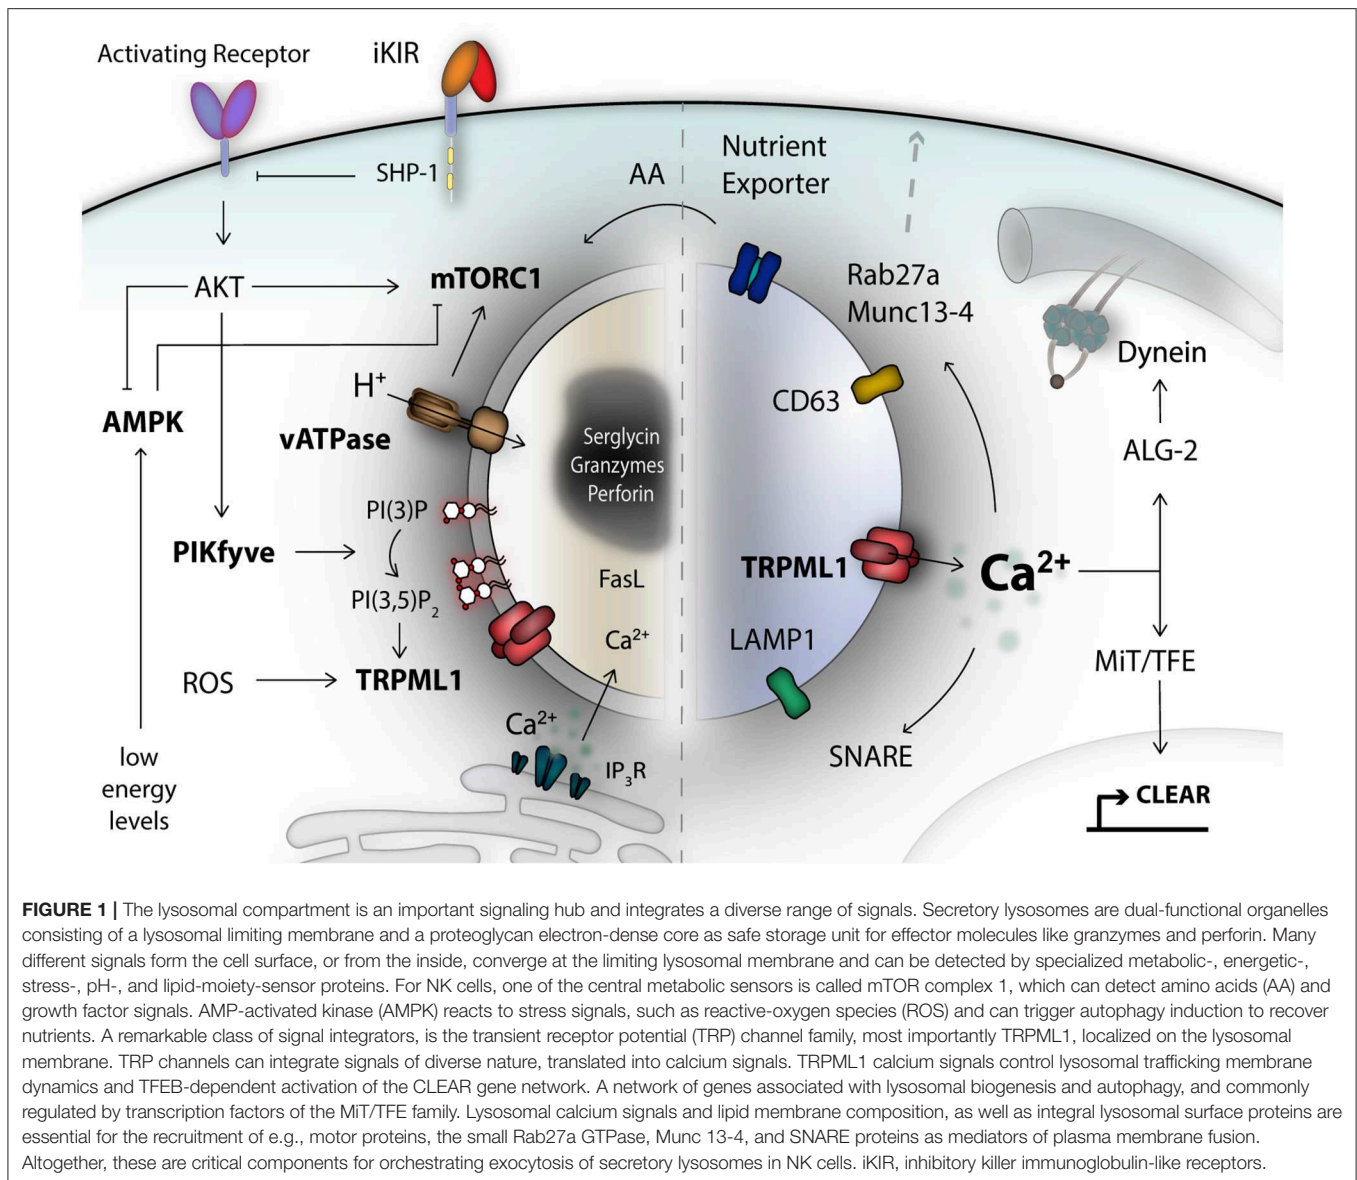 Activating Receptor
iKIR
SHP-1
AA
Nutrient
Exporter
AKT
mTORC1
Rab27a
Munc13-4
Dynein
H⁺
AMPK
vATPase
CD63
Serglycin
Granzymes
Perforin
ALG-2
PI(3)P
PIKfyve
TRPML1
Ca²⁺
FasL
PI(3,5)P₂
Ca²⁺
LAMP1
MiT/TFE
ROS
TRPML1
Ca²⁺
SNARE
IP₃R
low
energy
levels
CLEAR
FIGURE 1 | The lysosomal compartment is an important signaling hub and integrates a diverse range of signals. Secretory lysosomes are dual-functional organelles
consisting of a lysosomal limiting membrane and a proteoglycan electron-dense core as safe storage unit for effector molecules like granzymes and perforin. Many
different signals form the cell surface, or from the inside, converge at the limiting lysosomal membrane and can be detected by specialized metabolic-, energetic-,
stress-, pH-, and lipid-moiety-sensor proteins. For NK cells, one of the central metabolic sensors is called mTOR complex 1, which can detect amino acids (AA) and
growth factor signals. AMP-activated kinase (AMPK) reacts to stress signals, such as reactive-oxygen species (ROS) and can trigger autophagy induction to recover
nutrients. A remarkable class of signal integrators, is the transient receptor potential (TRP) channel family, most importantly TRPML1, localized on the lysosomal
membrane. TRP channels can integrate signals of diverse nature, translated into calcium signals. TRPML1 calcium signals control lysosomal trafficking membrane
dynamics and TFEB-dependent activation of the CLEAR gene network. A network of genes associated with lysosomal biogenesis and autophagy, and commonly
regulated by transcription factors of the MiT/TFE family. Lysosomal calcium signals and lipid membrane composition, as well as integral lysosomal surface proteins are
essential for the recruitment of e.g., motor proteins, the small Rab27a GTPase, Munc 13-4, and SNARE proteins as mediators of plasma membrane fusion.
Altogether, these are critical components for orchestrating exocytosis of secretory lysosomes in NK cells. iKIR, inhibitory killer immunoglobulin-like receptors.